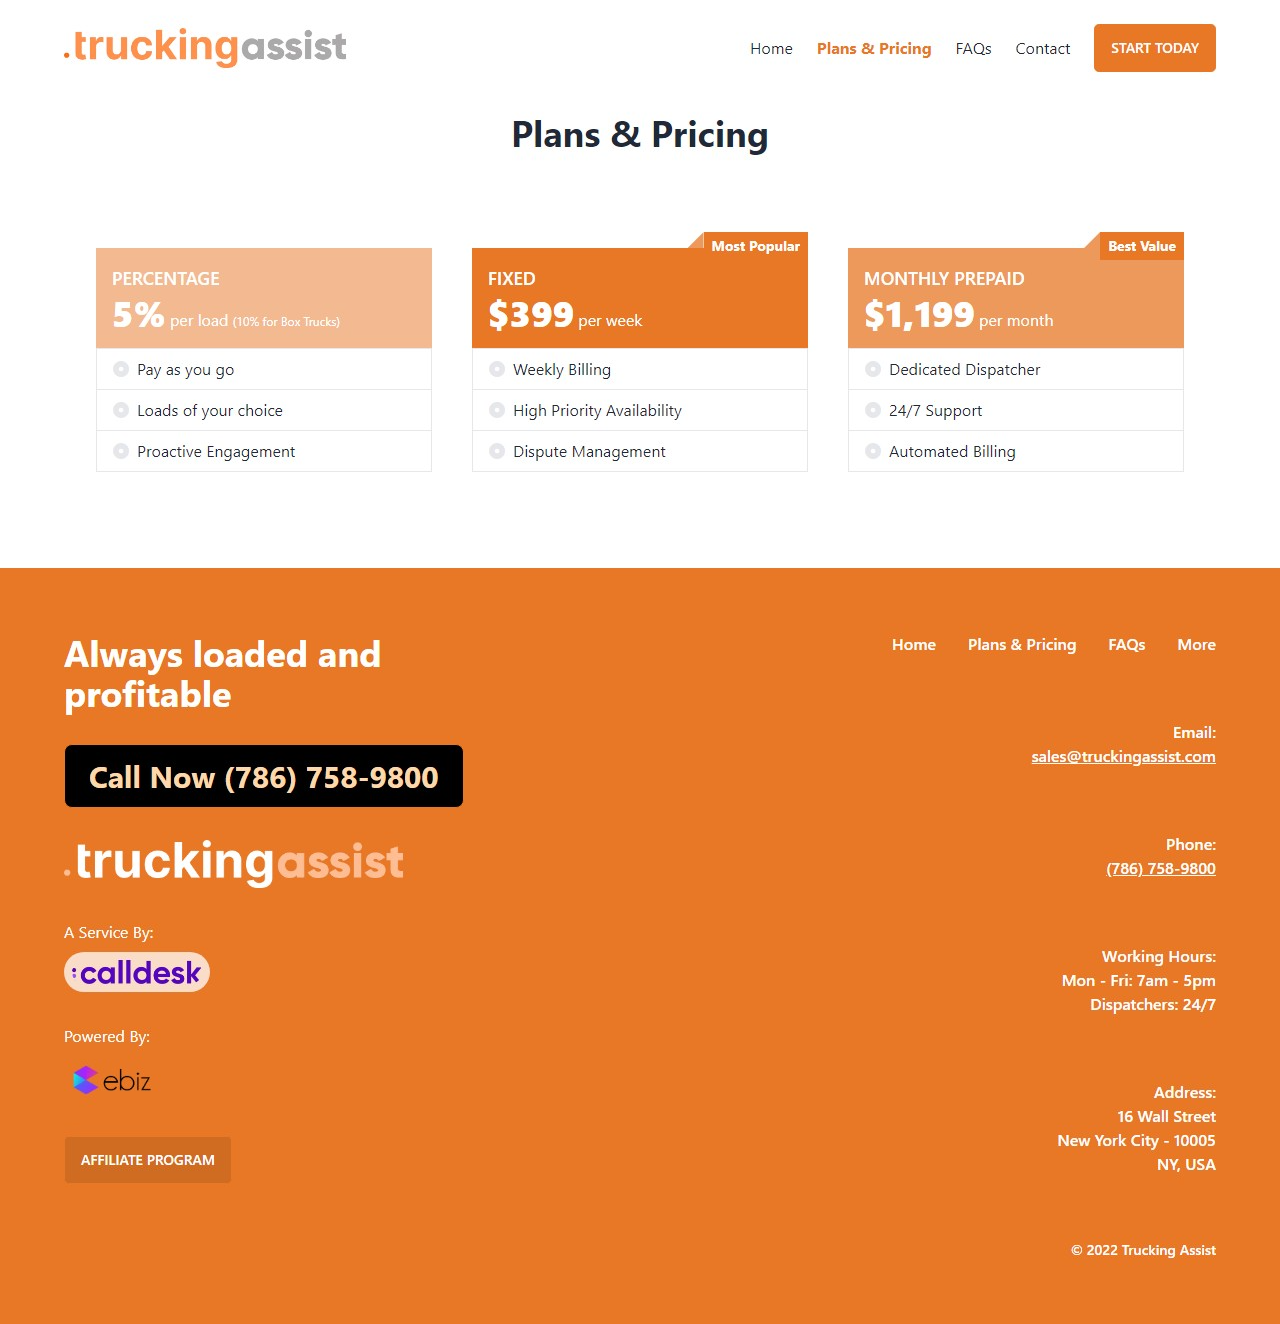 .truckingassist
Home Plans & Pricing FAQs Contact START TODAY
Plans & Pricing
PERCENTAGE
5% per load (10% for Box Trucks)
Pay as you go
Loads of your choice
Proactive Engagement
Most Popular
FIXED
$399 per week
Weekly Billing
High Priority Availability
Dispute Management
Best Value
MONTHLY PREPAID
$1,199 per month
Dedicated Dispatcher
24/7 Support
Automated Billing
Always loaded and
profitable
Call Now (786) 758-9800
.truckingassist
A Service By:
:calldesk
Powered By:
ebiz
AFFILIATE PROGRAM
Home Plans & Pricing FAQs More
Email:
sales@truckingassist.com
Phone:
(786) 758-9800
Working Hours:
Mon - Fri: 7am - 5pm
Dispatchers: 24/7
Address:
16 Wall Street
New York City - 10005
NY, USA
© 2022 Trucking Assist